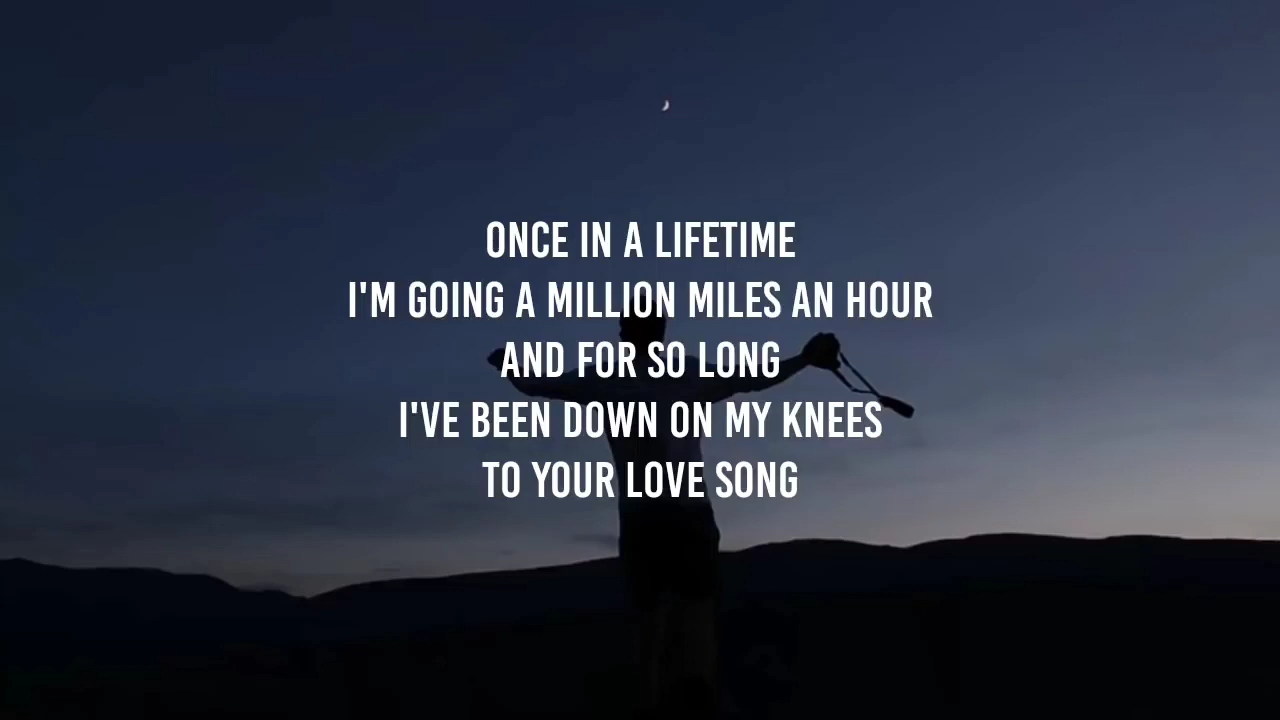 ONCE IN A LIFETIME
I'M GOING A MILLION MILES AN HOUR
AND FOR SO LONG
I'VE BEEN DOWN ON MY KNEES
TO YOUR LOVE SONG